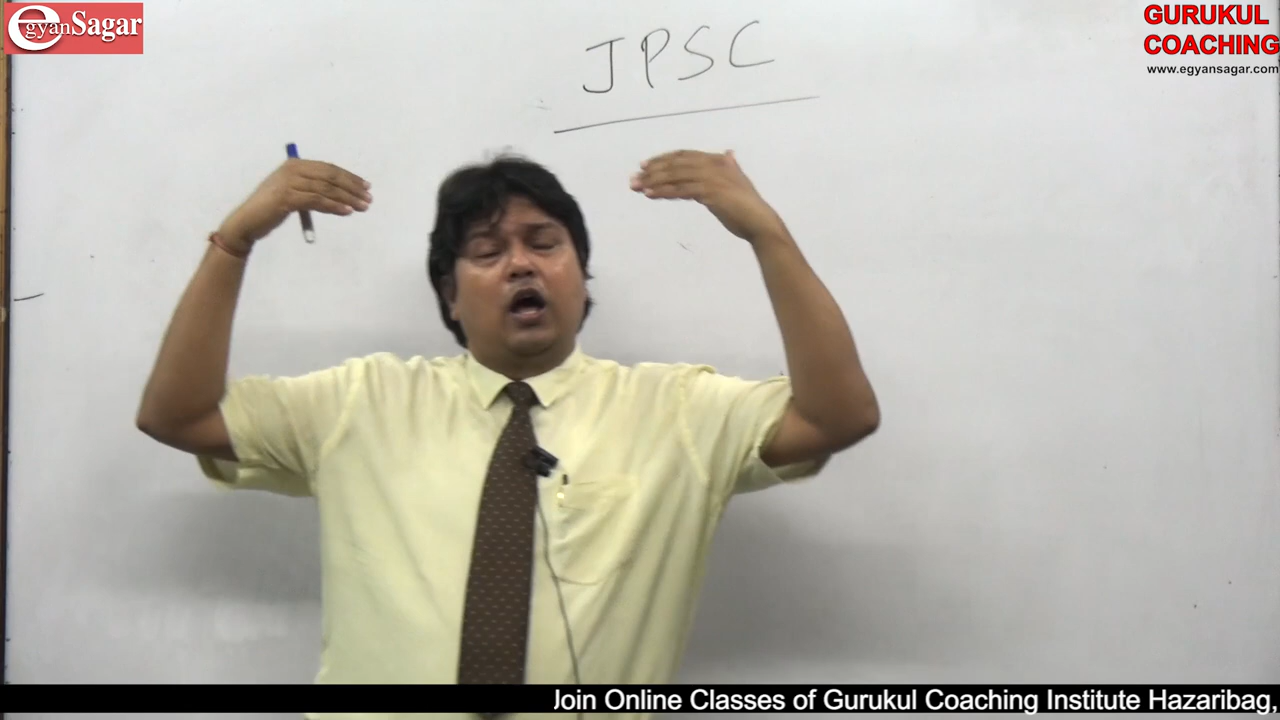 egyanSagar
GURUKUL
COACHING
www.egyansagar.com
JPSC
Join Online Classes of Gurukul Coaching Institute Hazaribag,